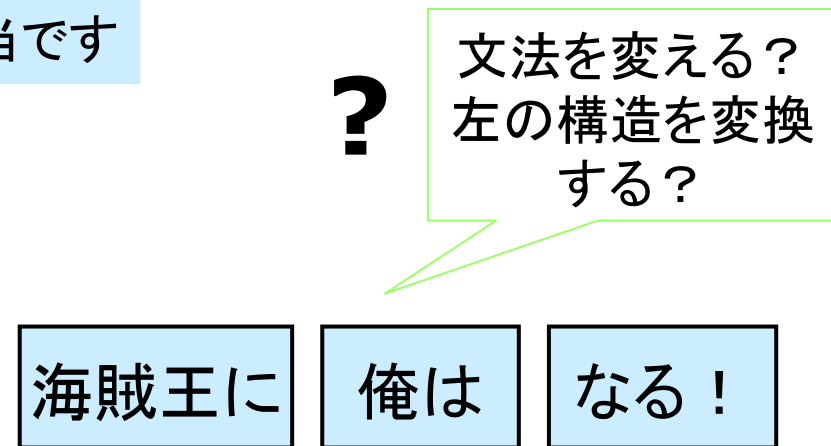 当です
?
文法を変える？
左の構造を変換
する？
海賊王に
俺は
なる！